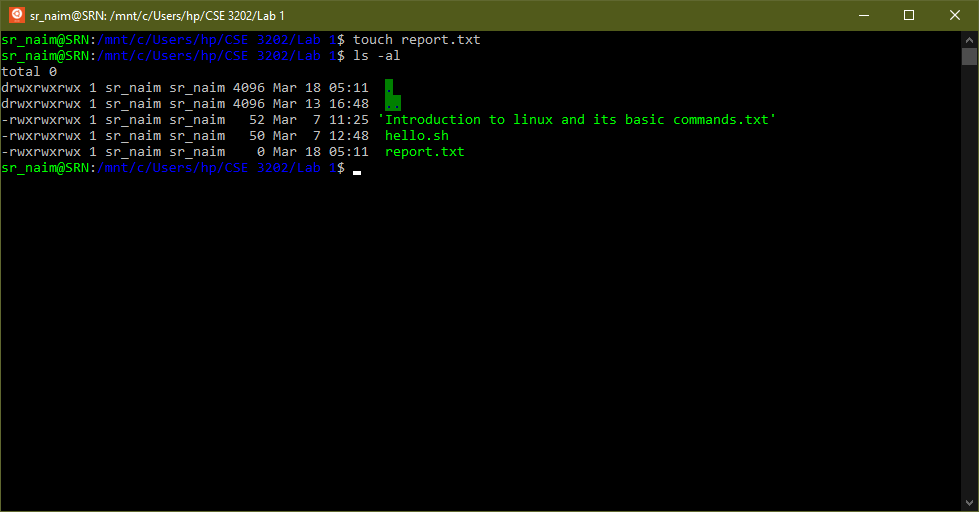 sr_naim@SRN: /mnt/c/Users/hp/CSE 3202/Lab 1
sr_naim@SRN:/mnt/c/Users/hp/CSE 3202/Lab 1$ touch report.txt
sr_naim@SRN:/mnt/c/Users/hp/CSE 3202/Lab 1$ ls -al
total 0
drwxrwxrwx 1 sr_naim sr_naim 4096 Mar 18 05:11  .
drwxrwxrwx 1 sr_naim sr_naim 4096 Mar 13 16:48  ..
-rwxrwxrwx 1 sr_naim sr_naim   52 Mar  7 11:25 'Introduction to linux and its basic commands.txt'
-rwxrwxrwx 1 sr_naim sr_naim   50 Mar  7 12:48  hello.sh
-rwxrwxrwx 1 sr_naim sr_naim    0 Mar 18 05:11  report.txt
sr_naim@SRN:/mnt/c/Users/hp/CSE 3202/Lab 1$